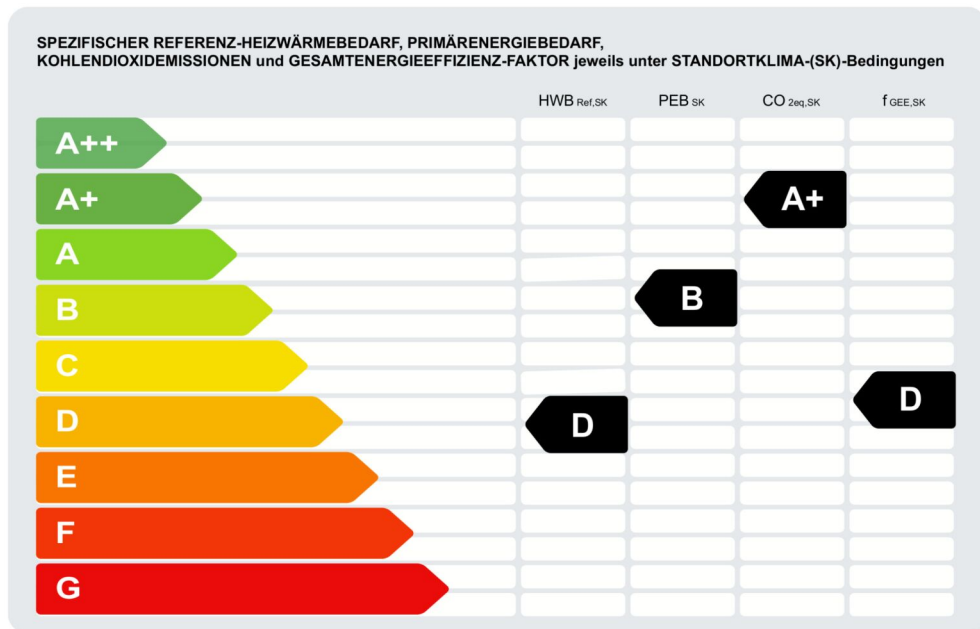 SPEZIFISCHER REFERENZ-HEIZWÄRMEBEDARF, PRIMÄRENERGIEBEDARF,
KOHLENDIOXIDEMISSIONEN und GESAMTENERGIEEFFIZIENZ-FAKTOR jeweils unter STANDORTKLIMA-(SK)-Bedingungen
HWB Ref,SK PEB SK CO 2eq,SK f GEE,SK
A++
A+ A+
A
B B
C
D D D
E
F
G